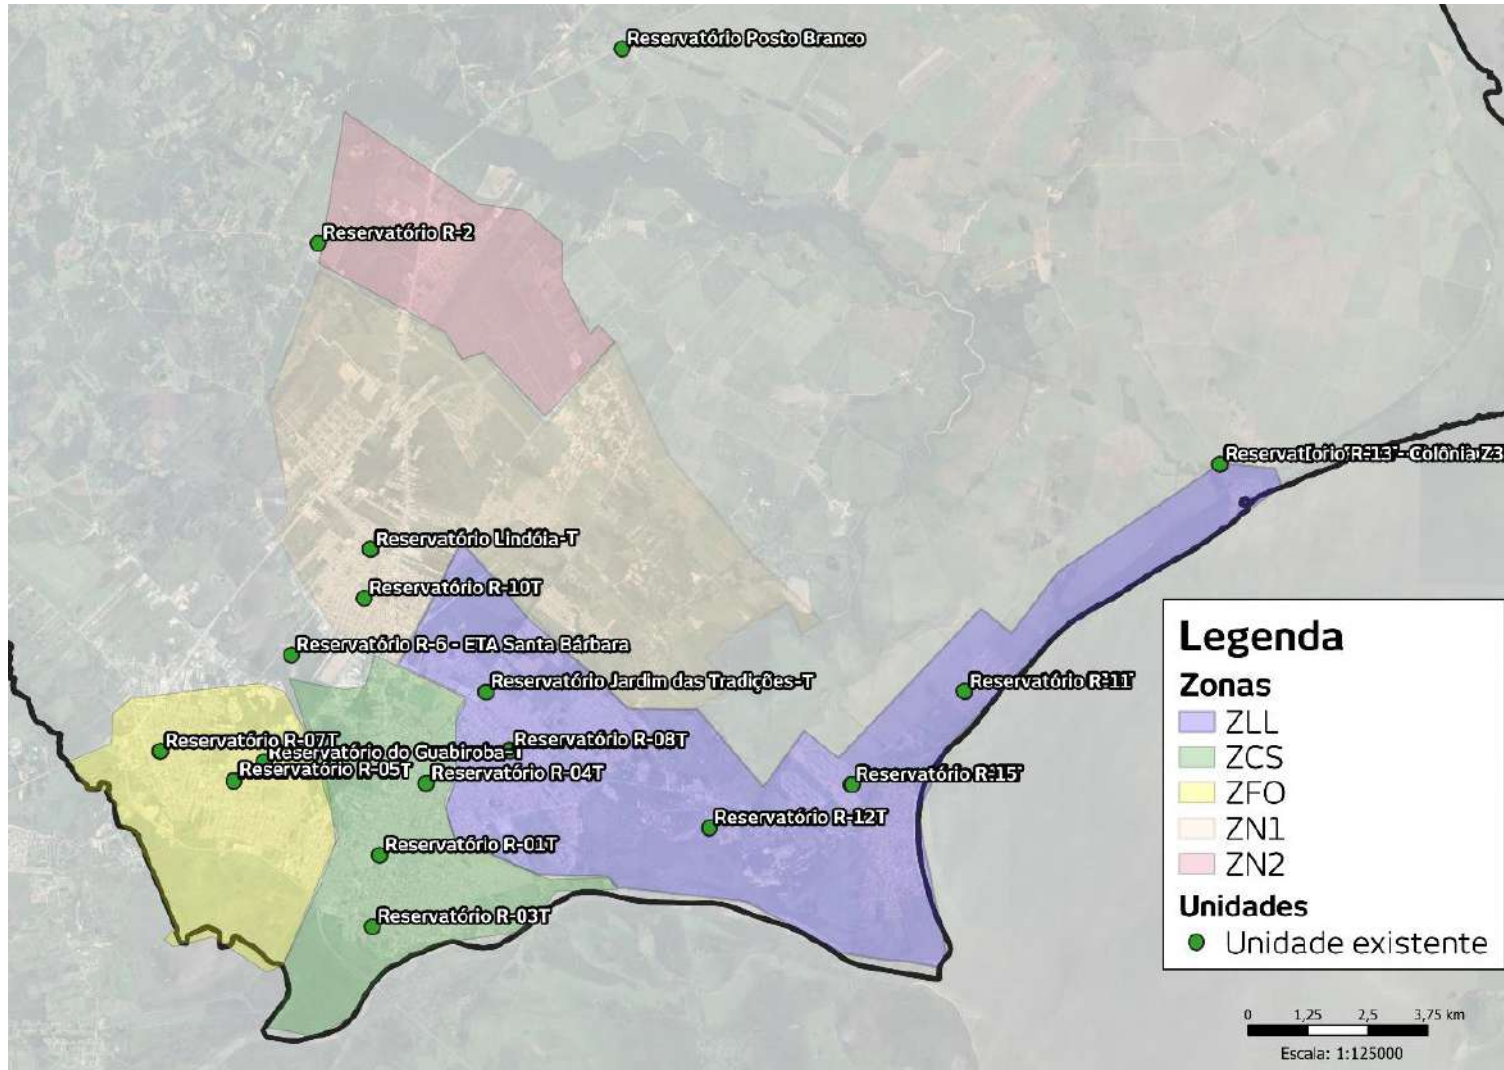 Reservatório Posto Branco
Reservatório R-2
Reservatório R-13 - Colônia Z3
Reservatório Lindóia-T
Reservatório R-10T
Reservatório R-6 - ETA Santa Bárbara
Reservatório Jardim das Tradições-T
Reservatório R-11
Reservatório R-07T
Reservatório R-08T
Reservatório do Guabiroba-T
Reservatório R-05T
Reservatório R-04T
Reservatório R-15
Reservatório R-12T
Reservatório R-01T
Reservatório R-03T
Legenda
Zonas
ZLL
ZCS
ZFO
ZN1
ZN2
Unidades
Unidade existente
0 1,25 2,5 3,75 km
Escala: 1:125000